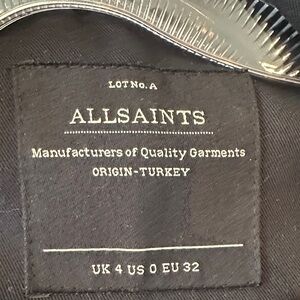 LOT No. A
ALLSAINTS
Manufacturers of Quality Garments
ORIGIN-TURKEY
UK 4 US 0 EU 32